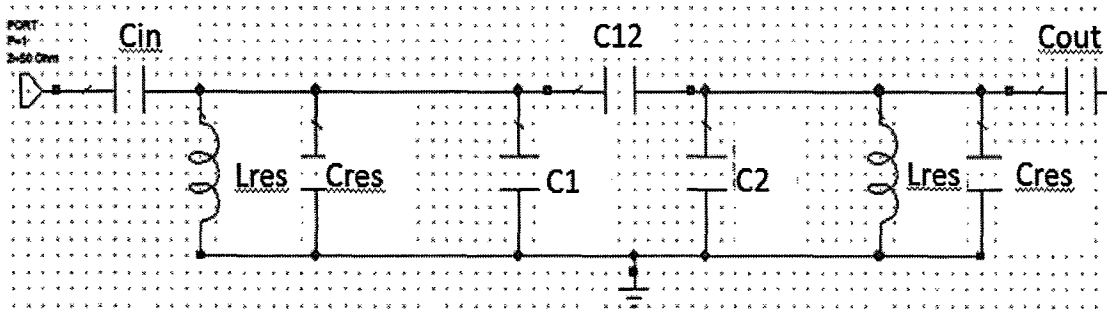 PORT
P=1
Z=50 Ohm
Cin
C12
Cout
Lres
Cres
C1
C2
Lres
Cres